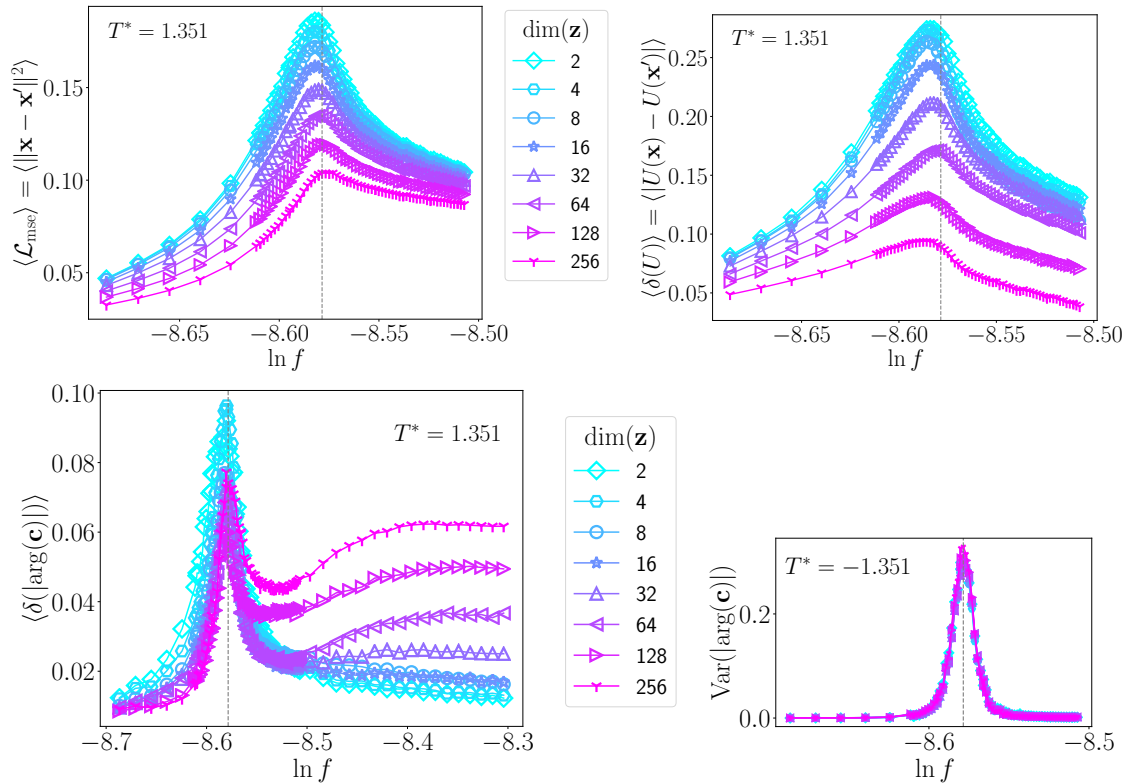 T* = 1.351
0.15
0.10
0.05
−8.65 −8.60 −8.55 −8.50
ln f
⟨𝓛mse⟩ = ⟨||x − x′||²⟩
dim(z)
2
4
8
16
32
64
128
256
T* = 1.351
0.25
0.20
0.15
0.10
0.05
−8.65 −8.60 −8.55 −8.50
ln f
⟨δ(U)⟩ = ⟨|U(x) − U(x′)||⟩
T* = 1.351
0.10
0.08
0.06
0.04
0.02
−8.7 −8.6 −8.5 −8.4 −8.3
ln f
⟨δ(|arg(c)|)⟩
dim(z)
2
4
8
16
32
64
128
256
T* = −1.351
0.2
0.0
−8.6 −8.5
ln f
Var(|arg(c)|)